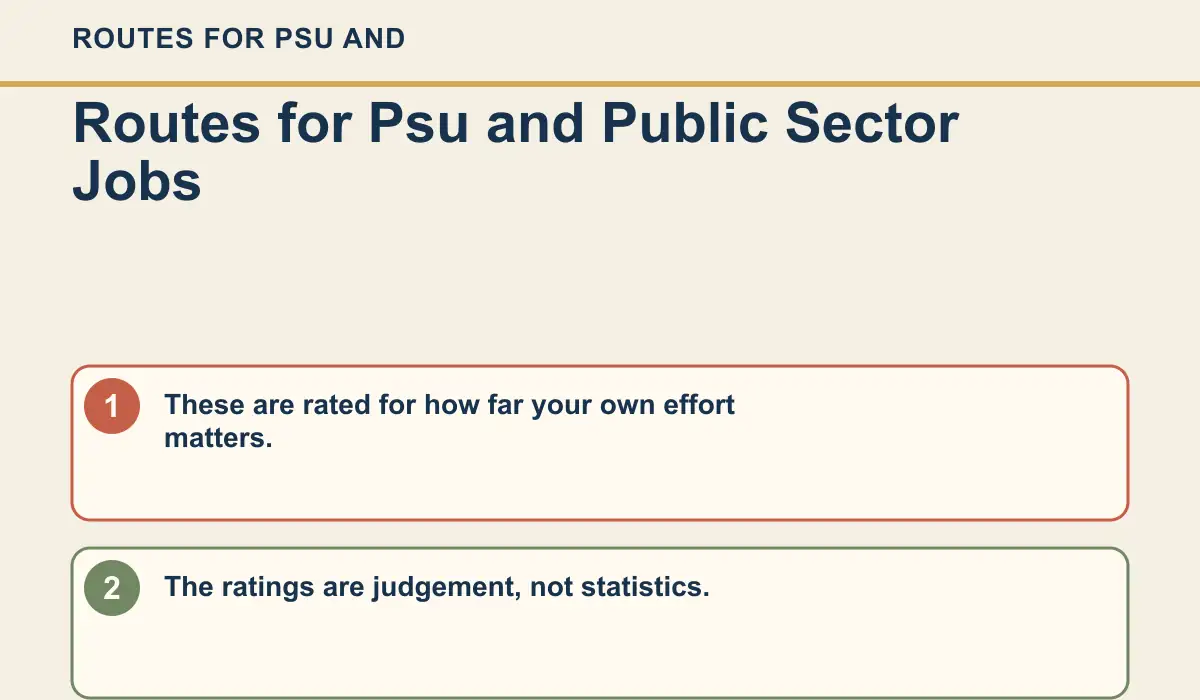 ROUTES FOR PSU AND
Routes for Psu and Public Sector
Jobs
1
These are rated for how far your own effort
matters.
2
The ratings are judgement, not statistics.